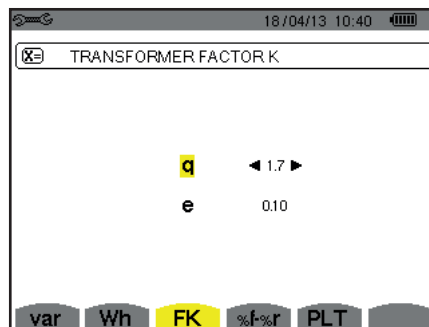 18/04/13 10:40
X= TRANSFORMER FACTOR K
q ◄ 1.7 ►
e 0.10
var Wh FK %f-%r PLT